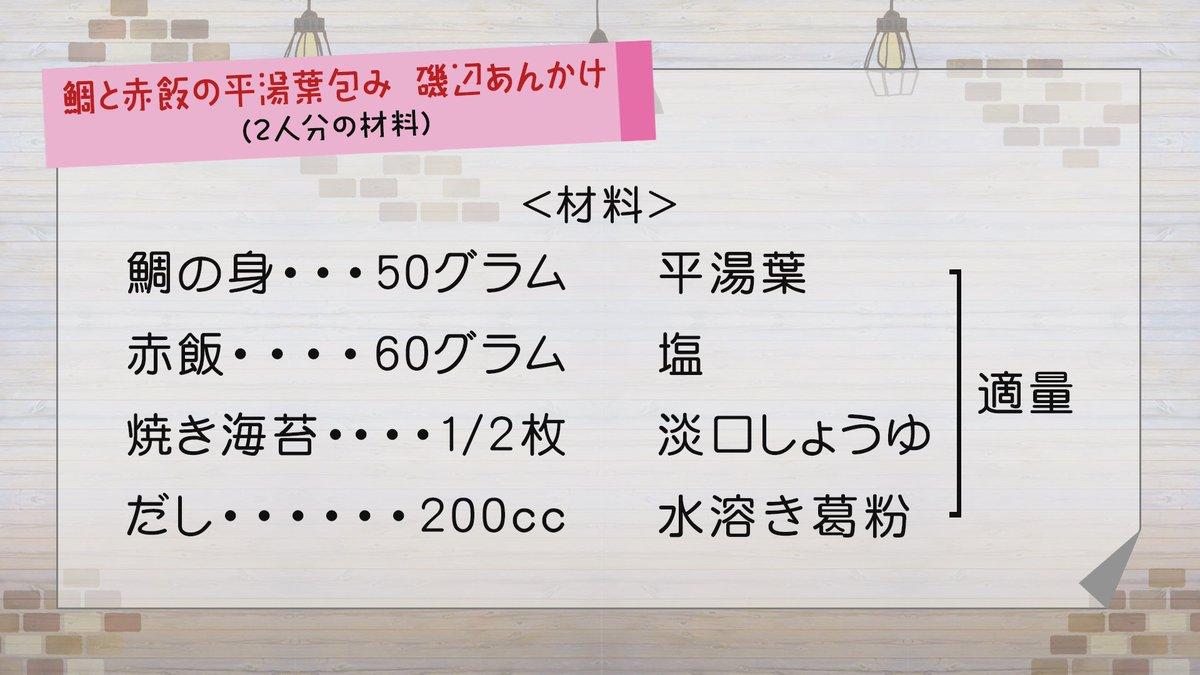 鯛と赤飯の平湯葉包み 磯辺あんかけ
(2人分の材料)
<材料>
鯛の身・・・50グラム
赤飯・・・・60グラム
焼き海苔・・・・1/2枚
だし・・・・・・200cc
平湯葉
塩
淡口しょうゆ
水溶き葛粉
適量